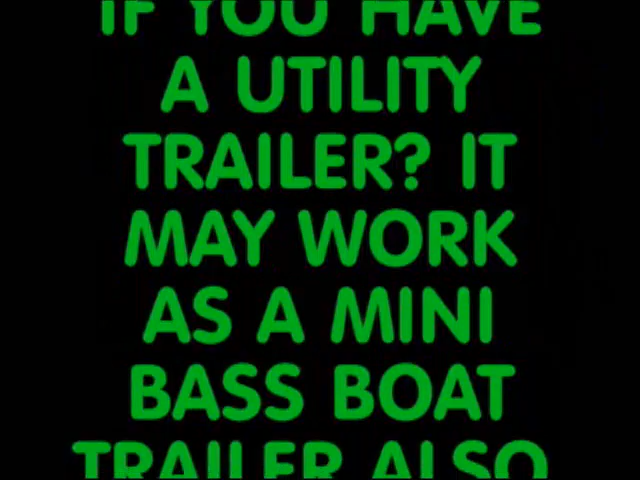 IF YOU HAVE
A UTILITY
TRAILER? IT
MAY WORK
AS A MINI
BASS BOAT
TRAILER ALSO